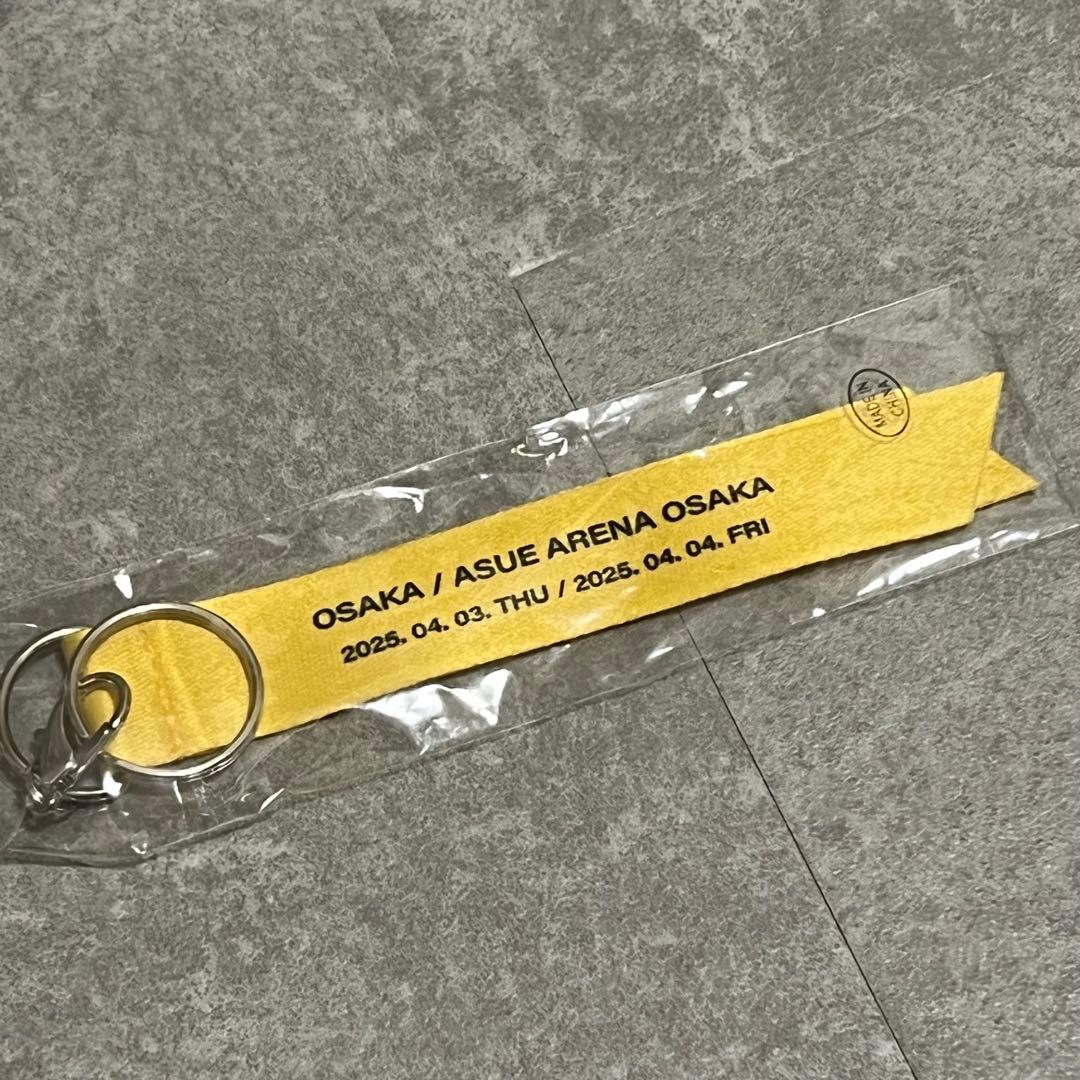 OSAKA / ASUE ARENA OSAKA
2025. 04. 03. THU / 2025. 04. 04. FRI
MADE IN
CHINA